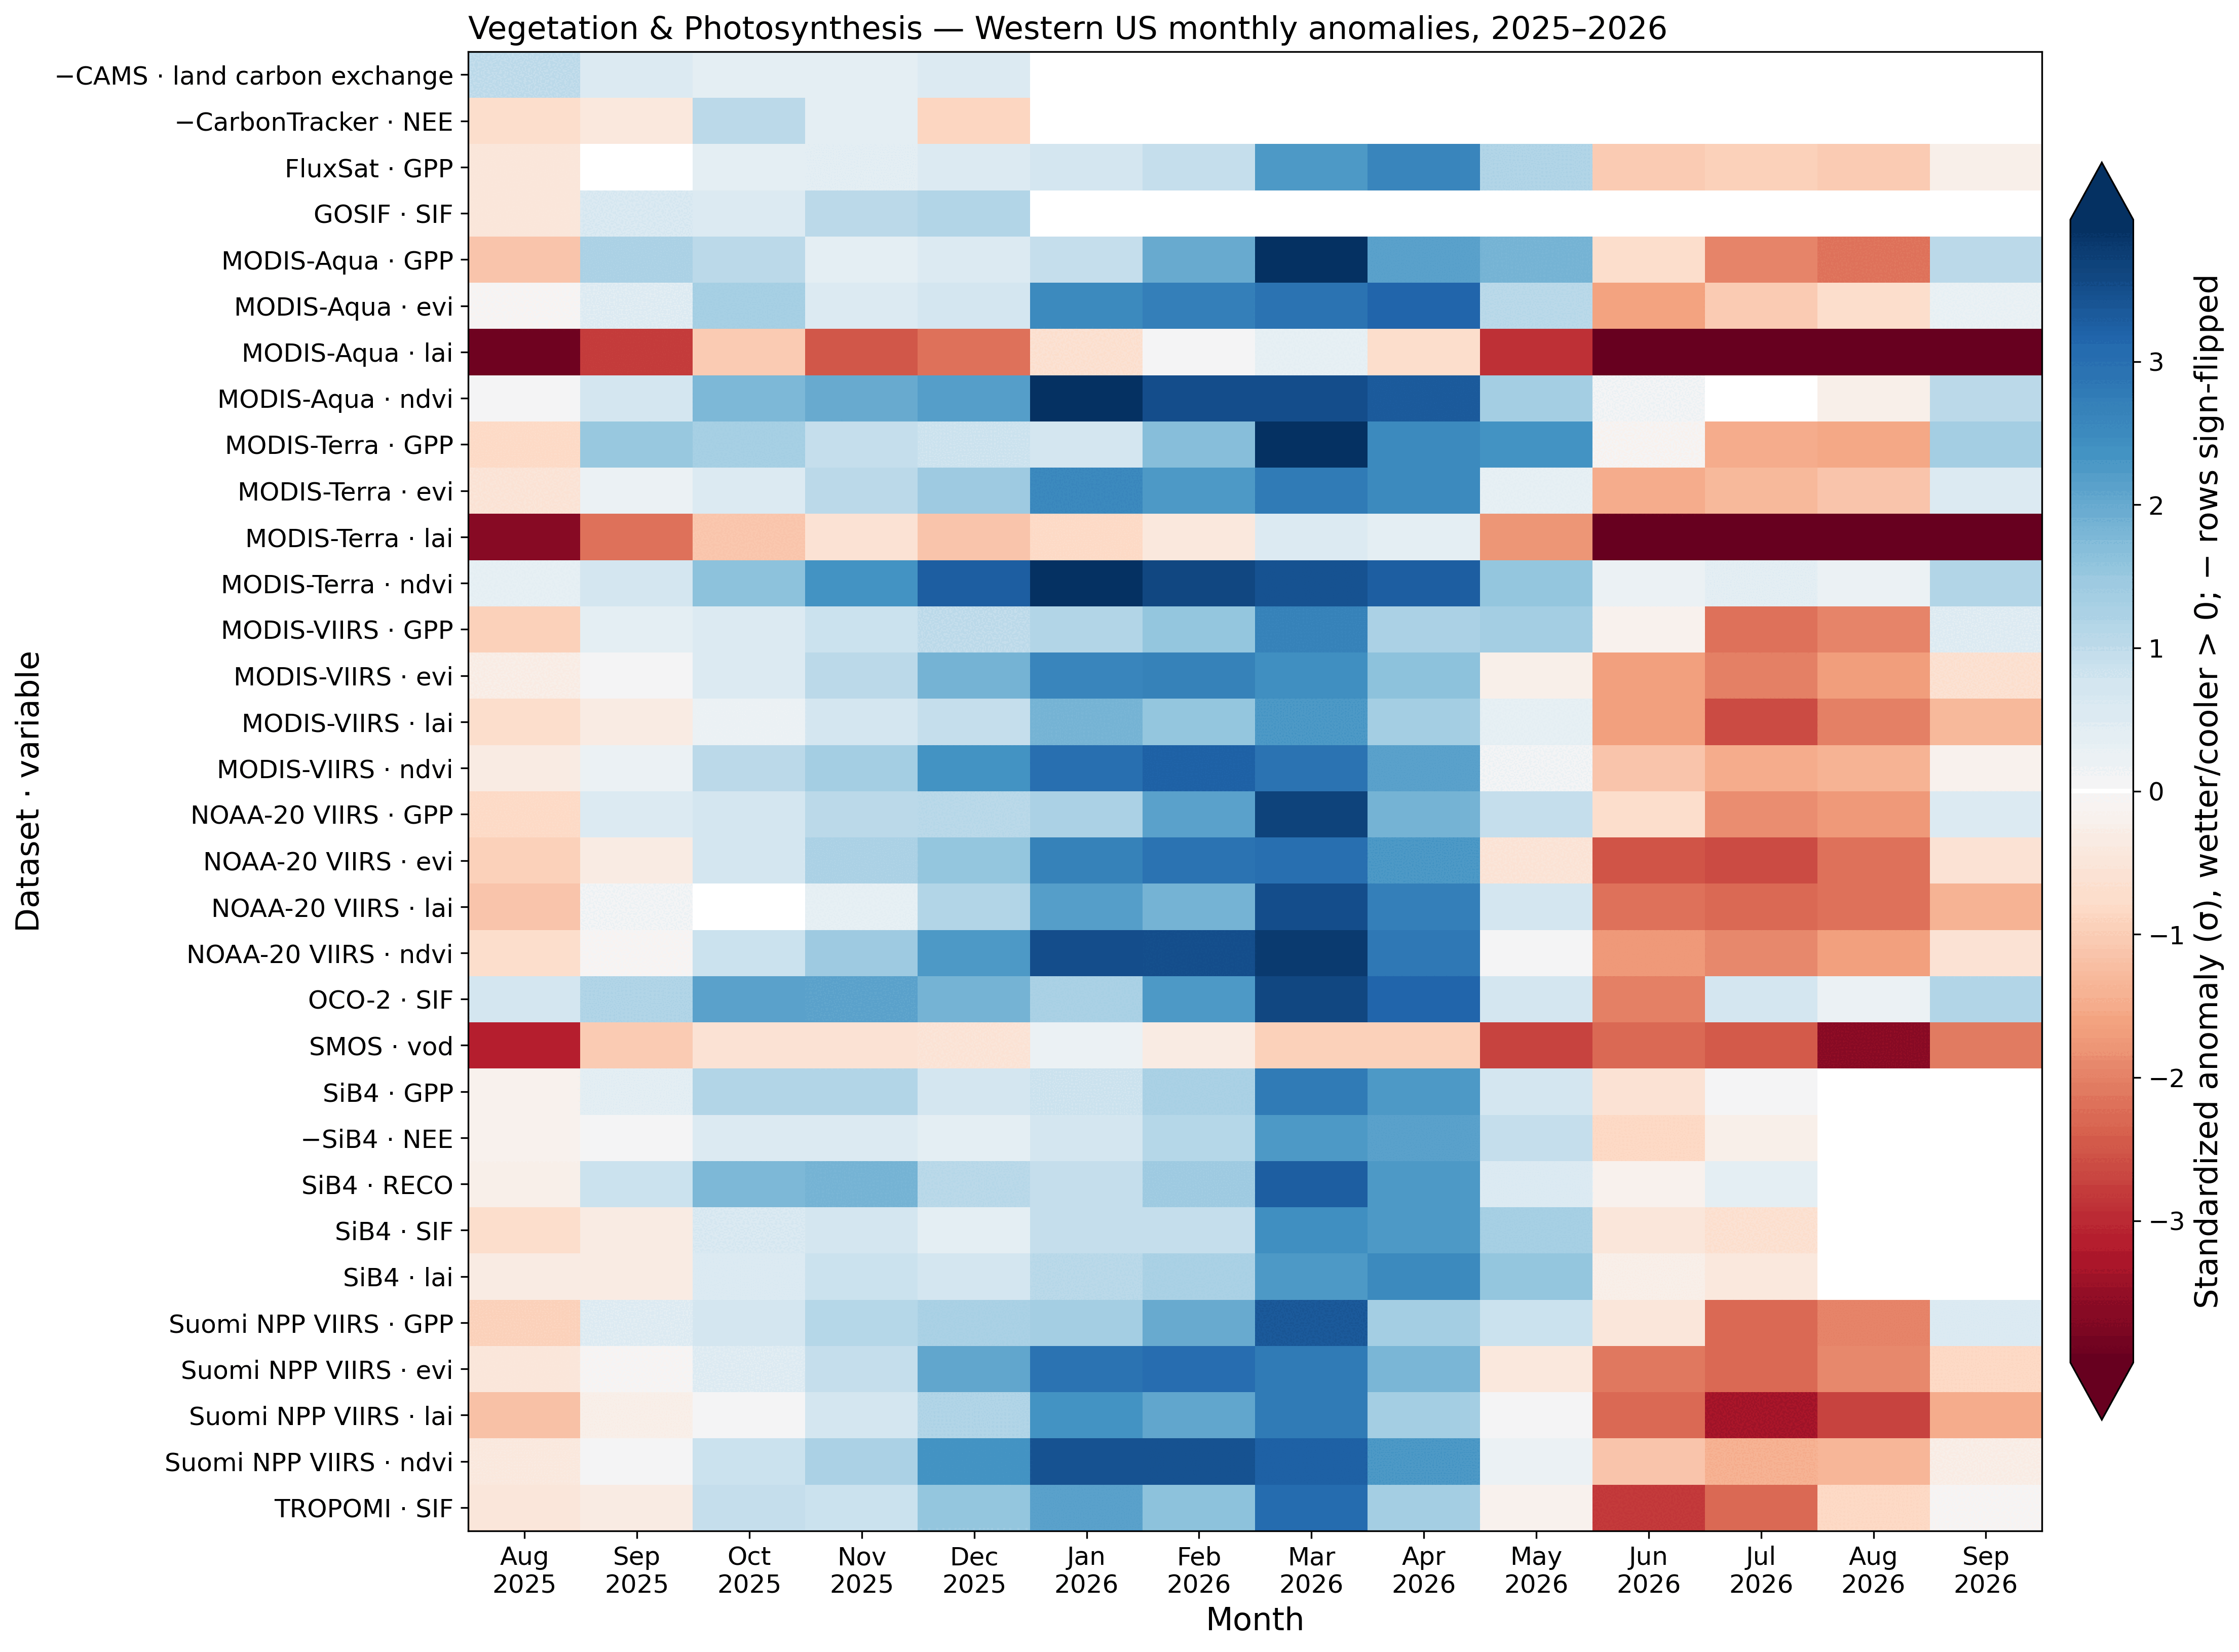 Vegetation & Photosynthesis — Western US monthly anomalies, 2025–2026
Dataset · variable
−CAMS · land carbon exchange
−CarbonTracker · NEE
FluxSat · GPP
GOSIF · SIF
MODIS-Aqua · GPP
MODIS-Aqua · evi
MODIS-Aqua · lai
MODIS-Aqua · ndvi
MODIS-Terra · GPP
MODIS-Terra · evi
MODIS-Terra · lai
MODIS-Terra · ndvi
MODIS-VIIRS · GPP
MODIS-VIIRS · evi
MODIS-VIIRS · lai
MODIS-VIIRS · ndvi
NOAA-20 VIIRS · GPP
NOAA-20 VIIRS · evi
NOAA-20 VIIRS · lai
NOAA-20 VIIRS · ndvi
OCO-2 · SIF
SMOS · vod
SiB4 · GPP
−SiB4 · NEE
SiB4 · RECO
SiB4 · SIF
SiB4 · lai
Suomi NPP VIIRS · GPP
Suomi NPP VIIRS · evi
Suomi NPP VIIRS · lai
Suomi NPP VIIRS · ndvi
TROPOMI · SIF
Aug Sep Oct Nov Dec Jan Feb Mar Apr May Jun Jul Aug Sep
2025 2025 2025 2025 2025 2026 2026 2026 2026 2026 2026 2026 2026 2026
Month
3
2
1
0
−1
−2
−3
Standardized anomaly (σ), wetter/cooler > 0; − rows sign-flipped